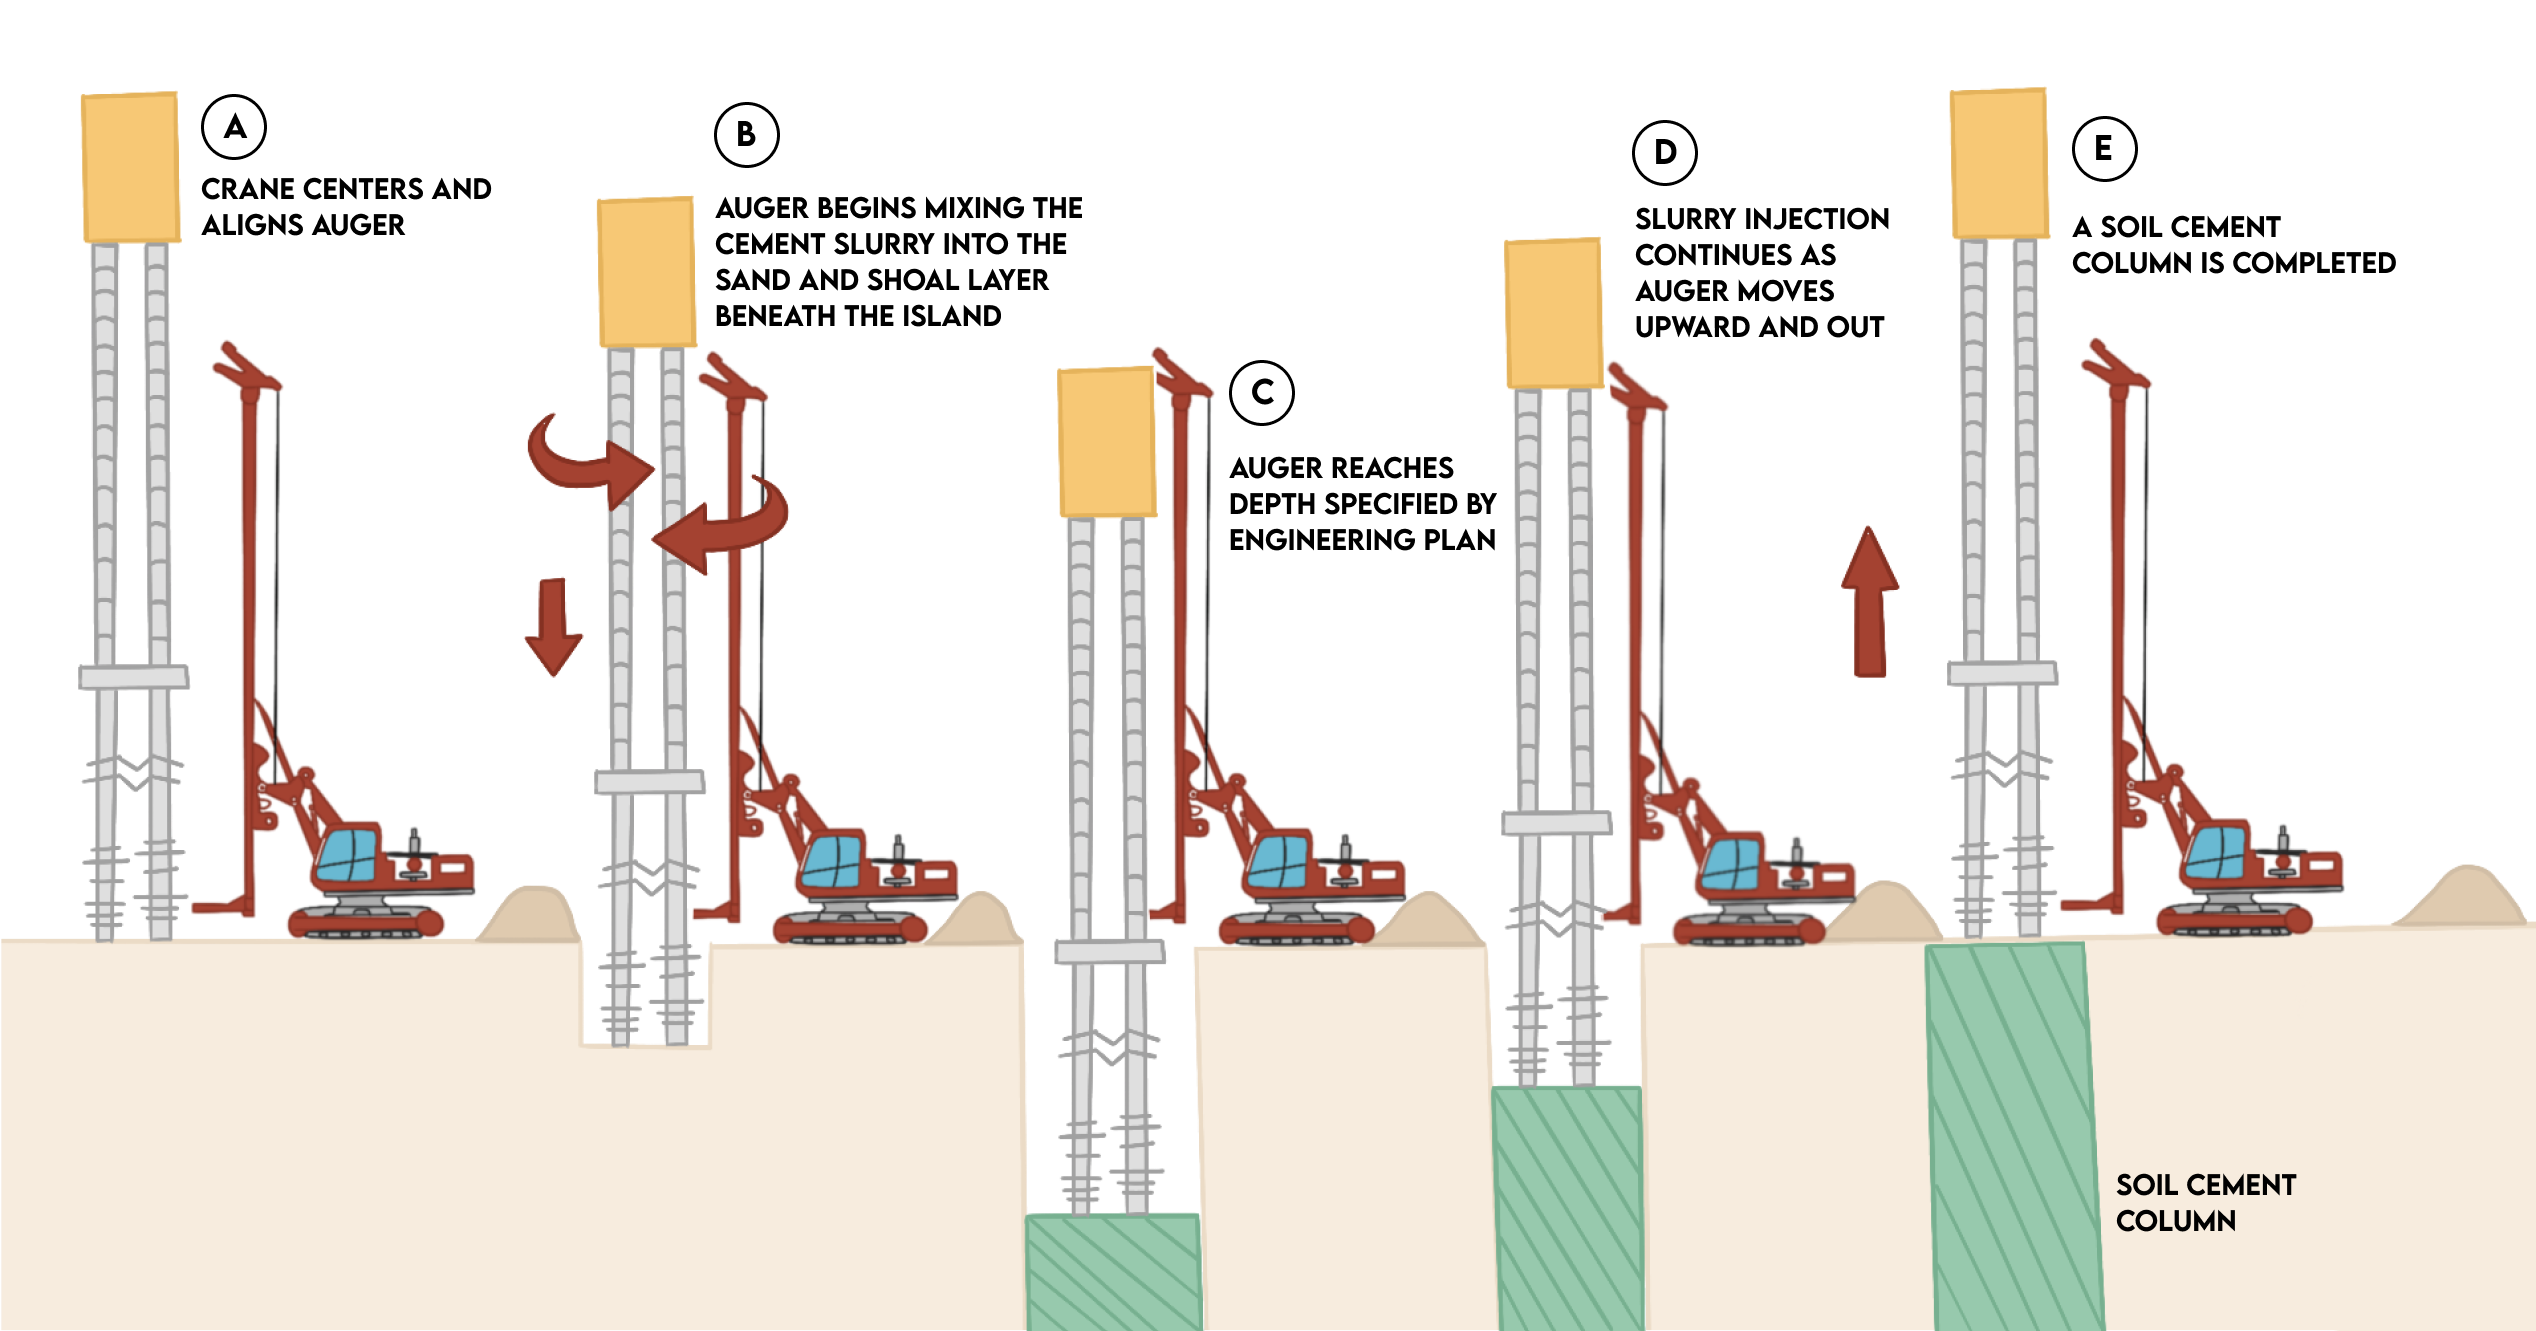 A
CRANE CENTERS AND
ALIGNS AUGER
B
AUGER BEGINS MIXING THE
CEMENT SLURRY INTO THE
SAND AND SHOAL LAYER
BENEATH THE ISLAND
C
AUGER REACHES
DEPTH SPECIFIED BY
ENGINEERING PLAN
D
SLURRY INJECTION
CONTINUES AS
AUGER MOVES
UPWARD AND OUT
E
A SOIL CEMENT
COLUMN IS COMPLETED
SOIL CEMENT
COLUMN